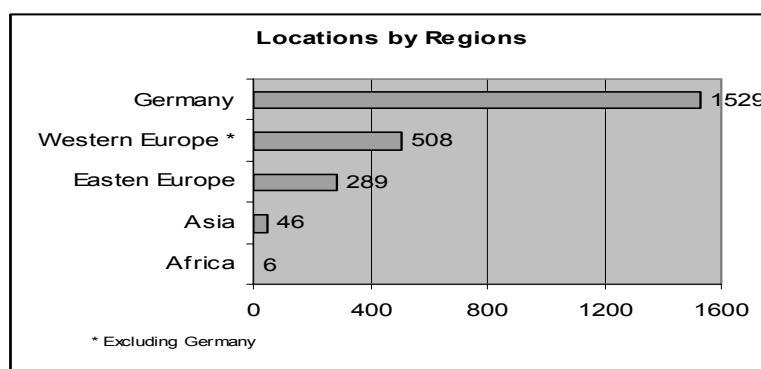 Locations by Regions
Germany 1529
Western Europe * 508
Easten Europe 289
Asia 46
Africa 6
0 400 800 1200 1600
* Excluding Germany